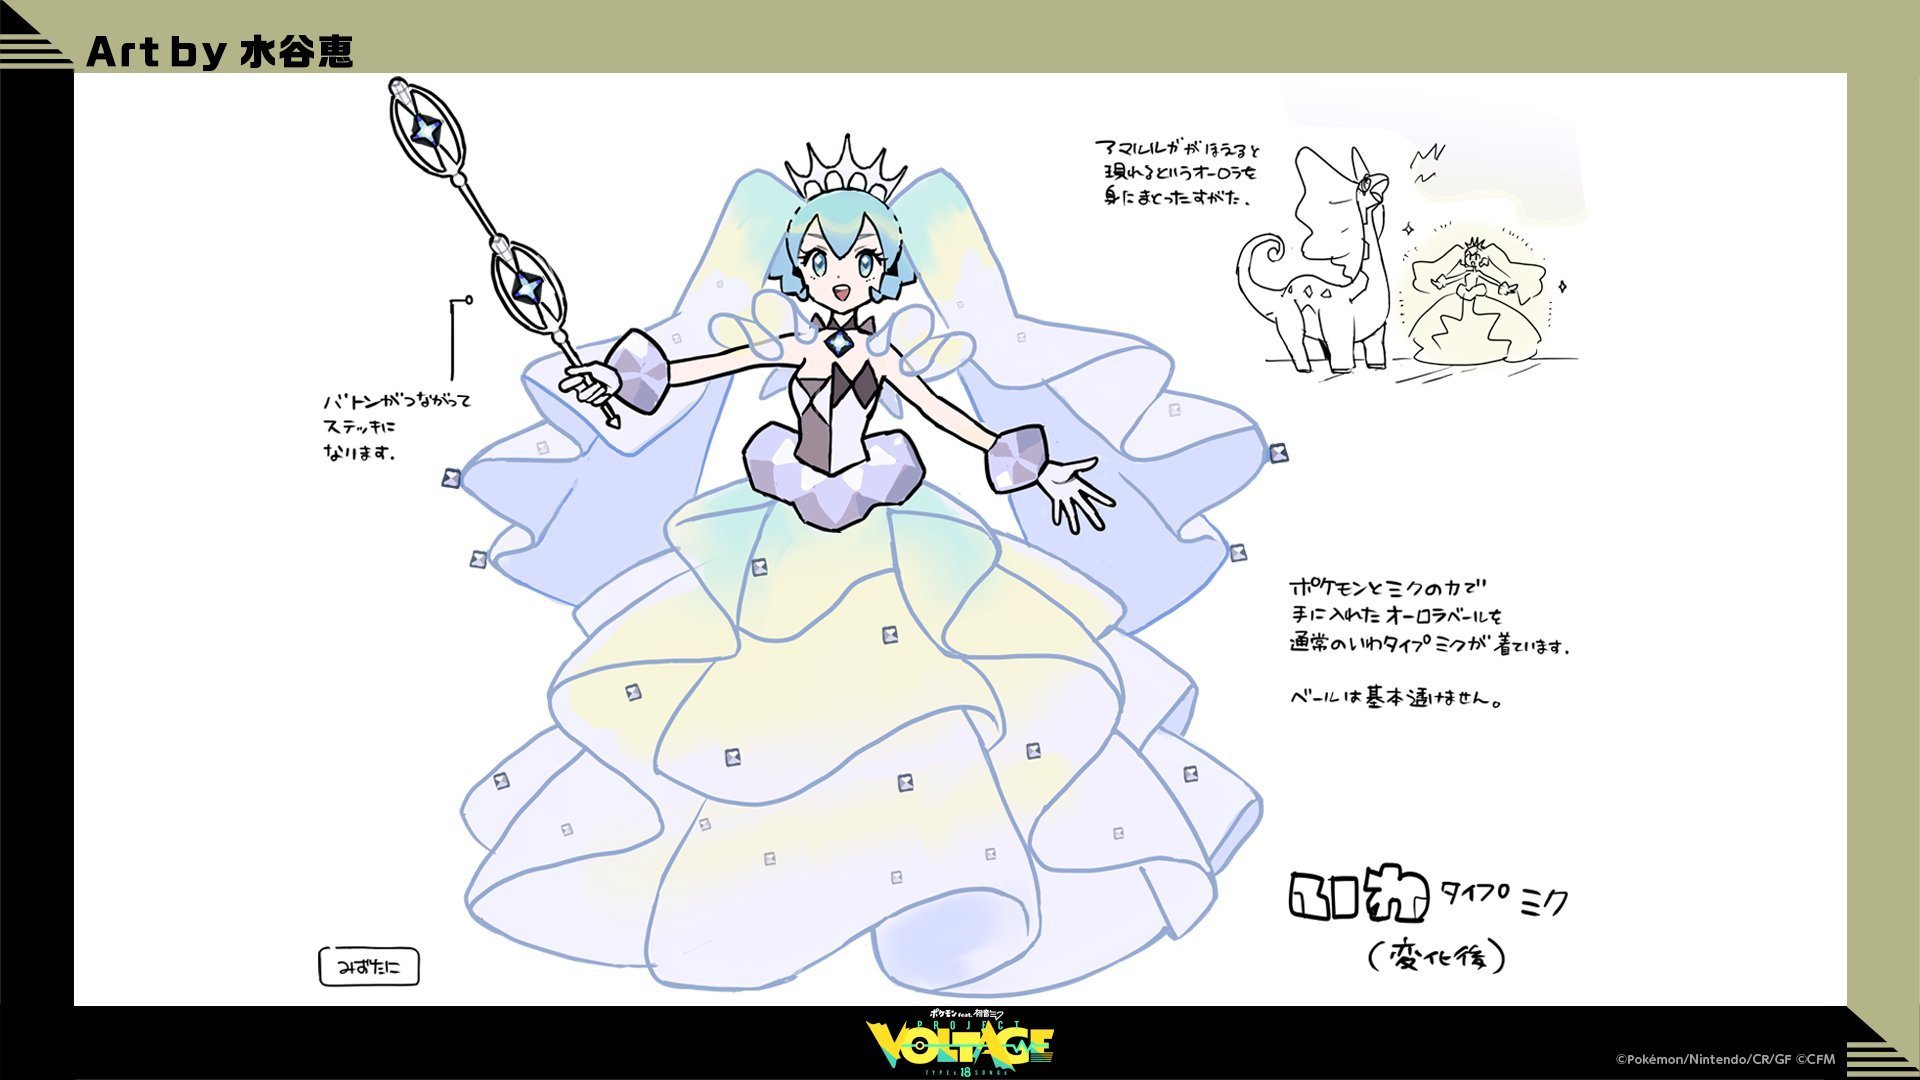 Art by 水谷恵
アマルルガがほえると
現れるというオーロラを
身にまとったすがた.
バトンがつながって
ステッキに
なります.
ポケモンとミクの力で
手に入れたオーロラベールを
通常のいわタイプミクが着ています.
ベールは基本透けません。
いわタイプ ミク
(変化後)
みずたに
ポケモン feat. 初音ミク
PROJECT
VOLTAGE
TYPES 18 SONGS
©Pokémon/Nintendo/CR/GF ©CFM